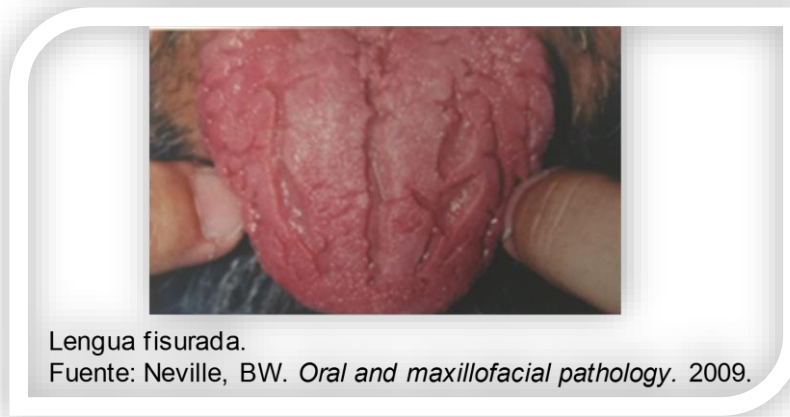 Lengua fisurada.
Fuente: Neville, BW. Oral and maxillofacial pathology. 2009.